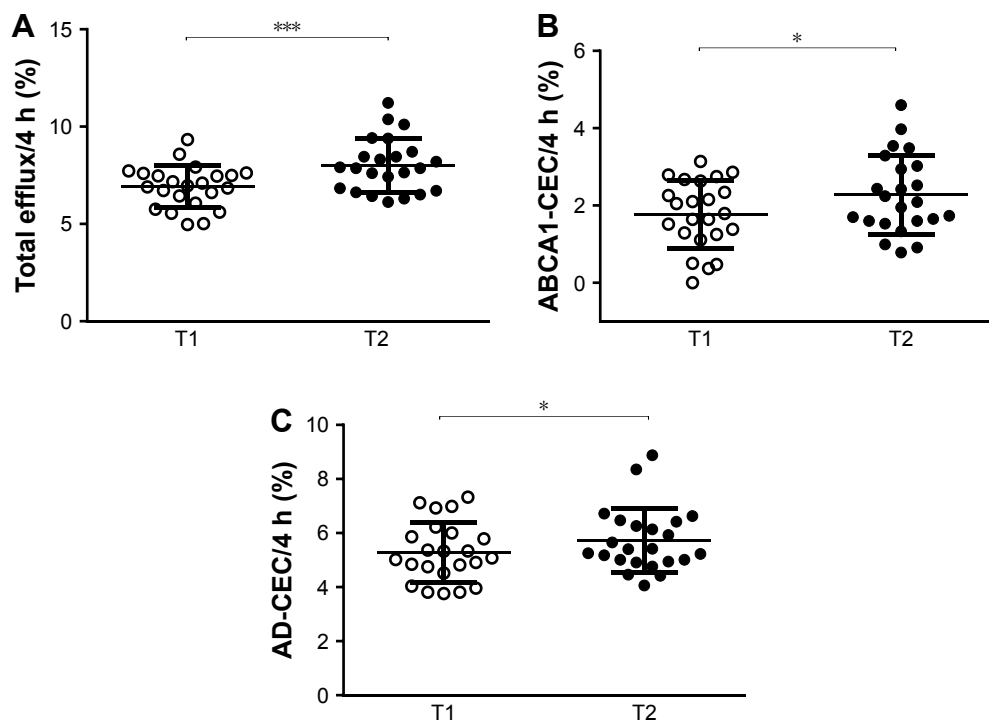 A
***
15
10
5
0
Total efflux/4 h (%)
T1
T2
B
*
6
4
2
0
ABCA1-CEC/4 h (%)
T1
T2
C
*
10
8
6
4
2
0
AD-CEC/4 h (%)
T1
T2